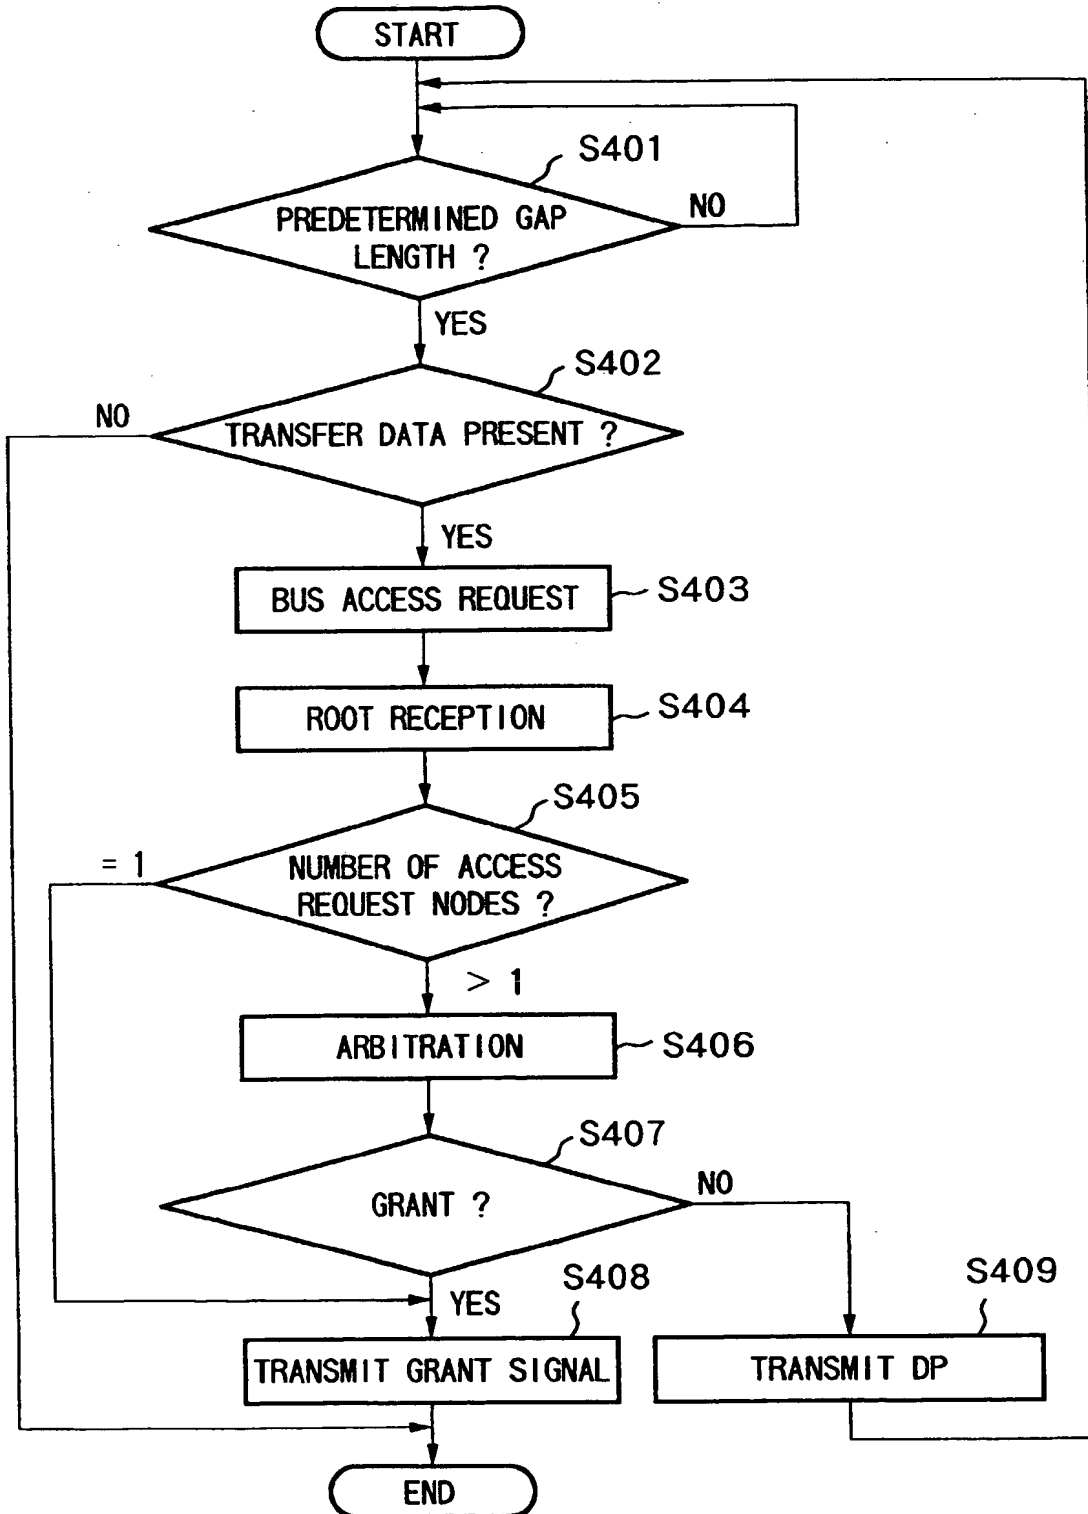 START
S401
PREDETERMINED GAP
LENGTH ?
NO
YES
S402
NO
TRANSFER DATA PRESENT ?
YES
BUS ACCESS REQUEST
S403
ROOT RECEPTION
S404
S405
= 1
NUMBER OF ACCESS
REQUEST NODES ?
> 1
ARBITRATION
S406
S407
GRANT ?
NO
YES
S408
S409
TRANSMIT GRANT SIGNAL
TRANSMIT DP
END